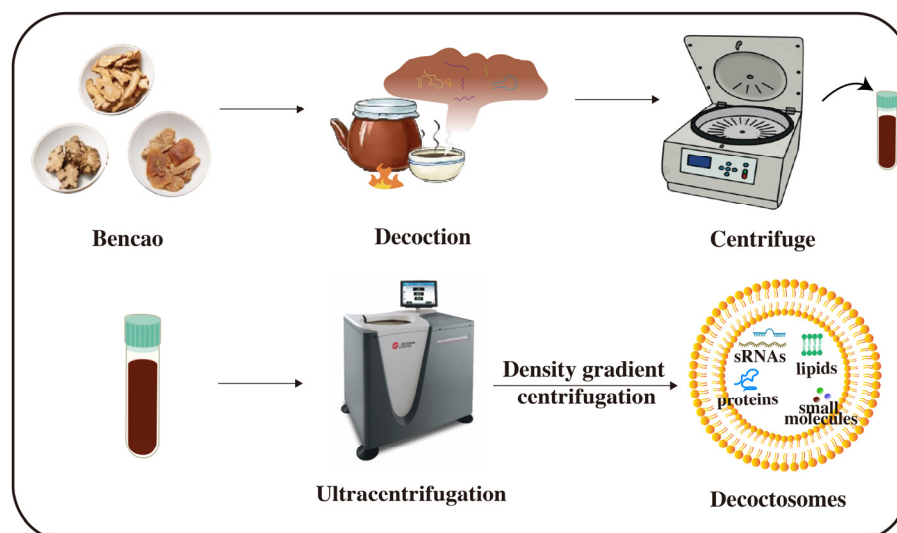 Bencao
Decoction
Centrifuge
Density gradient
centrifugation
sRNAs
lipids
proteins
small
molecules
Ultracentrifugation
Decoctosomes